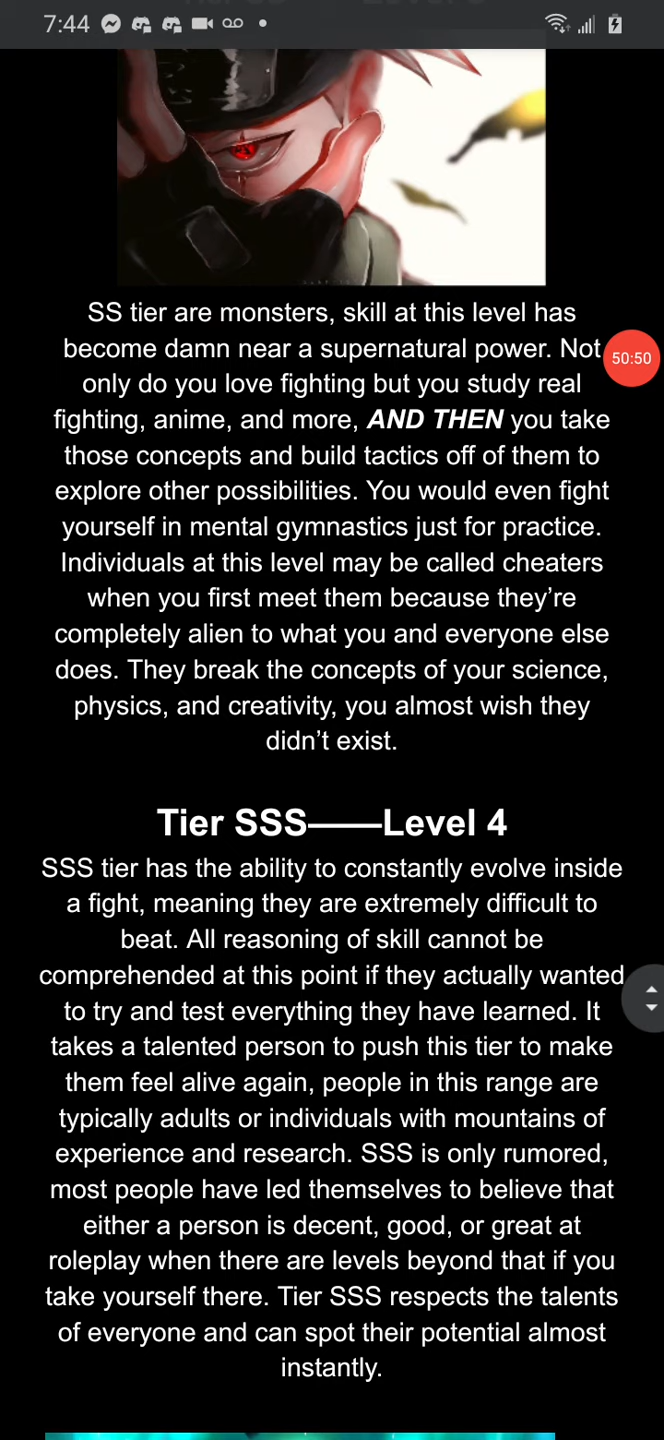 7:44
SS tier are monsters, skill at this level has
become damn near a supernatural power. Not
50:50
only do you love fighting but you study real
fighting, anime, and more, AND THEN you take
those concepts and build tactics off of them to
explore other possibilities. You would even fight
yourself in mental gymnastics just for practice.
Individuals at this level may be called cheaters
when you first meet them because they’re
completely alien to what you and everyone else
does. They break the concepts of your science,
physics, and creativity, you almost wish they
didn’t exist.
Tier SSS——Level 4
SSS tier has the ability to constantly evolve inside
a fight, meaning they are extremely difficult to
beat. All reasoning of skill cannot be
comprehended at this point if they actually wanted
to try and test everything they have learned. It
takes a talented person to push this tier to make
them feel alive again, people in this range are
typically adults or individuals with mountains of
experience and research. SSS is only rumored,
most people have led themselves to believe that
either a person is decent, good, or great at
roleplay when there are levels beyond that if you
take yourself there. Tier SSS respects the talents
of everyone and can spot their potential almost
instantly.